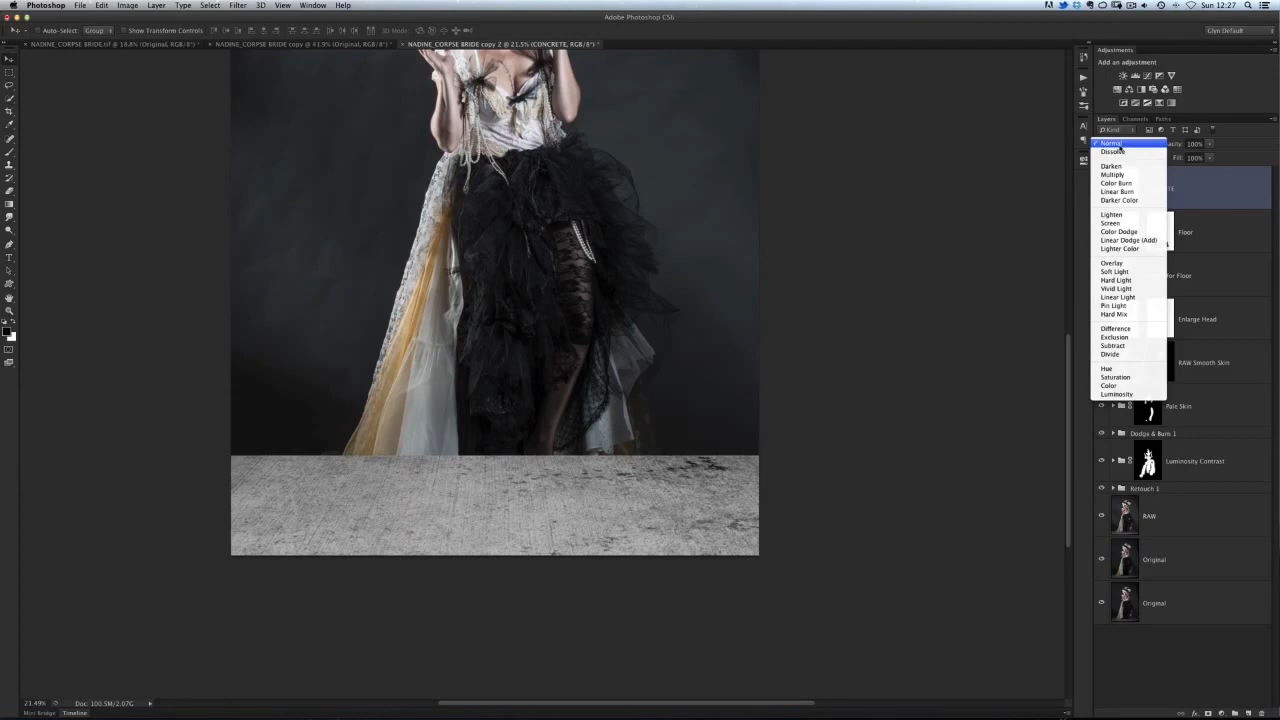 Photoshop File Edit Image Layer Type Select Filter 3D View Window Help
Sun 12:27
Adobe Photoshop CS6
Auto-Select: Group Show Transform Controls 3D Mode: Glyn Default
× NADINE_CORPSE BRIDE.tif @ 18.8% (Original, RGB/8*) * × NADINE_CORPSE BRIDE copy @ 41.9% (Original, RGB/8*) * × NADINE_CORPSE BRIDE copy 2 @ 21.5% (CONCRETE, RGB/8*) *
Adjustments
Add an adjustment
Layers Channels Paths
Kind
✓ Normal
100%
Dissolve
Fill: 100%
Darken
Multiply
Color Burn
Linear Burn
Darker Color
Lighten
Screen
Color Dodge
Linear Dodge (Add)
Lighter Color
Overlay
Soft Light
Hard Light
Vivid Light
Linear Light
Pin Light
Hard Mix
Difference
Exclusion
Subtract
Divide
Hue
Saturation
Color
Luminosity
Floor
for Floor
Enlarge Head
RAW Smooth Skin
Pale Skin
Dodge & Burn 1
Luminosity Contrast
Retouch 1
RAW
Original
Original
21.49% Doc: 100.5M/2.07G
Mini Bridge Timeline